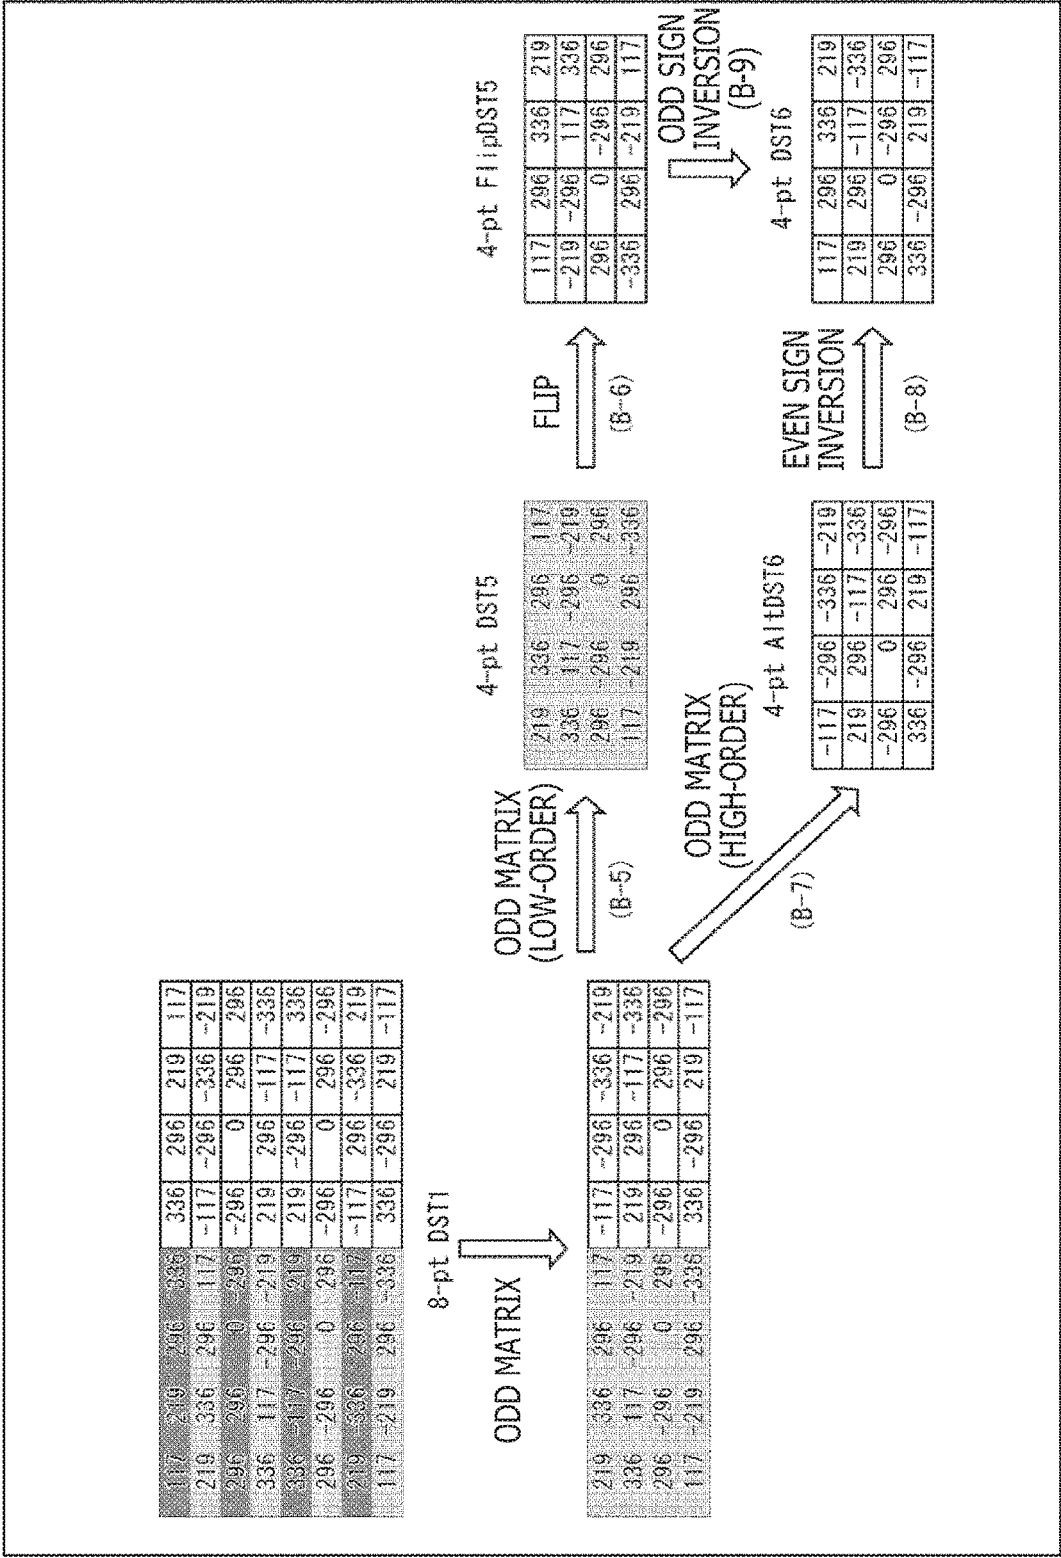 117 219 296 336 336 296 219 117
219 336 296 117 -117 -296 -336 -219
296 296 0 -296 -296 0 296 296
336 117 -296 -219 219 296 -117 -336
336 -117 -296 219 219 -296 -117 336
296 -296 0 296 -296 0 296 -296
219 -336 296 -117 -117 296 -336 219
117 -219 296 -336 336 -296 219 -117
8-pt DST1
ODD MATRIX
219 336 296 117 -117 -296 -336 -219
336 117 -296 -219 219 296 -117 -336
296 -296 0 296 -296 0 296 -296
117 -219 296 -336 336 -296 219 -117
ODD MATRIX
(LOW-ORDER)
(B-5)
4-pt DST5
219 336 296 117
336 117 -296 -219
296 -296 0 296
117 -219 296 -336
FLIP
(B-6)
4-pt FlipDST5
117 296 336 219
-219 -296 117 336
296 0 -296 296
-336 296 -219 117
ODD SIGN
INVERSION
(B-9)
ODD MATRIX
(HIGH-ORDER)
(B-7)
4-pt AltDST6
-117 -296 -336 -219
219 296 -117 -336
-296 0 296 -296
336 -296 219 -117
EVEN SIGN
INVERSION
(B-8)
4-pt DST6
117 296 336 219
219 296 -117 -336
296 0 -296 296
336 -296 219 -117